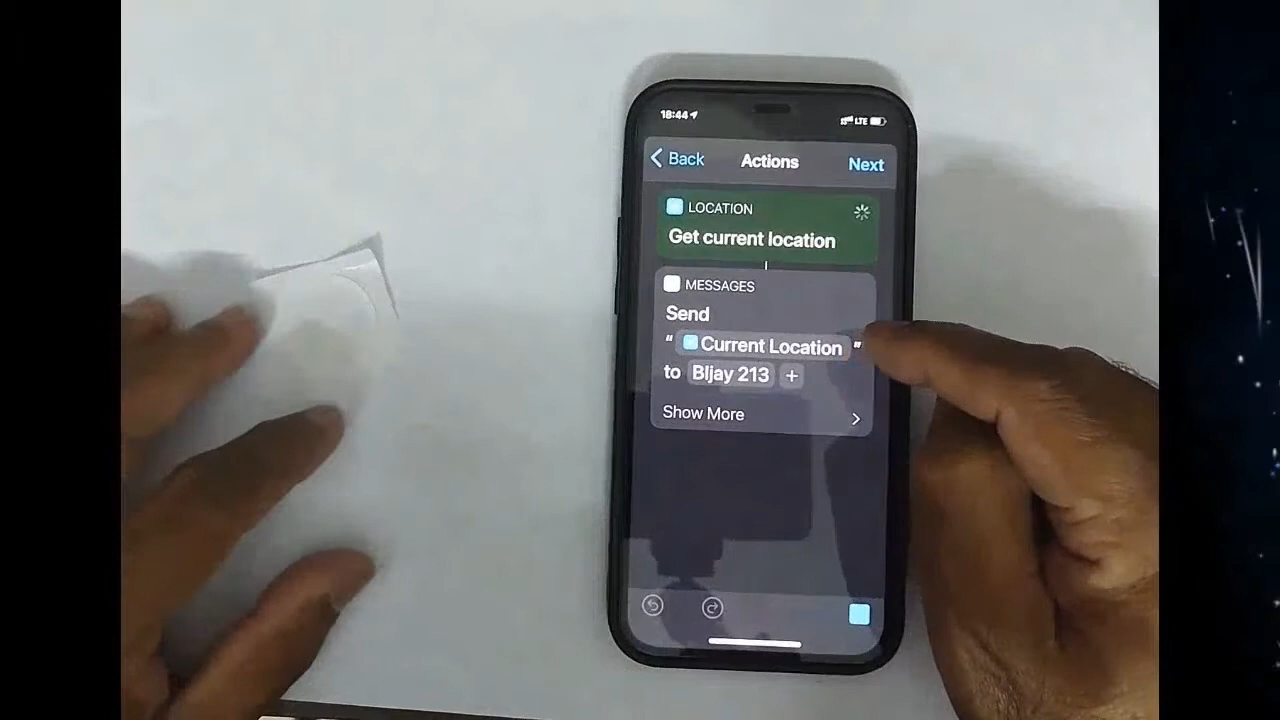 18:44 LTE
Back Actions Next
LOCATION
Get current location
MESSAGES
Send
“ Current Location ”
to BIjay 213 +
Show More